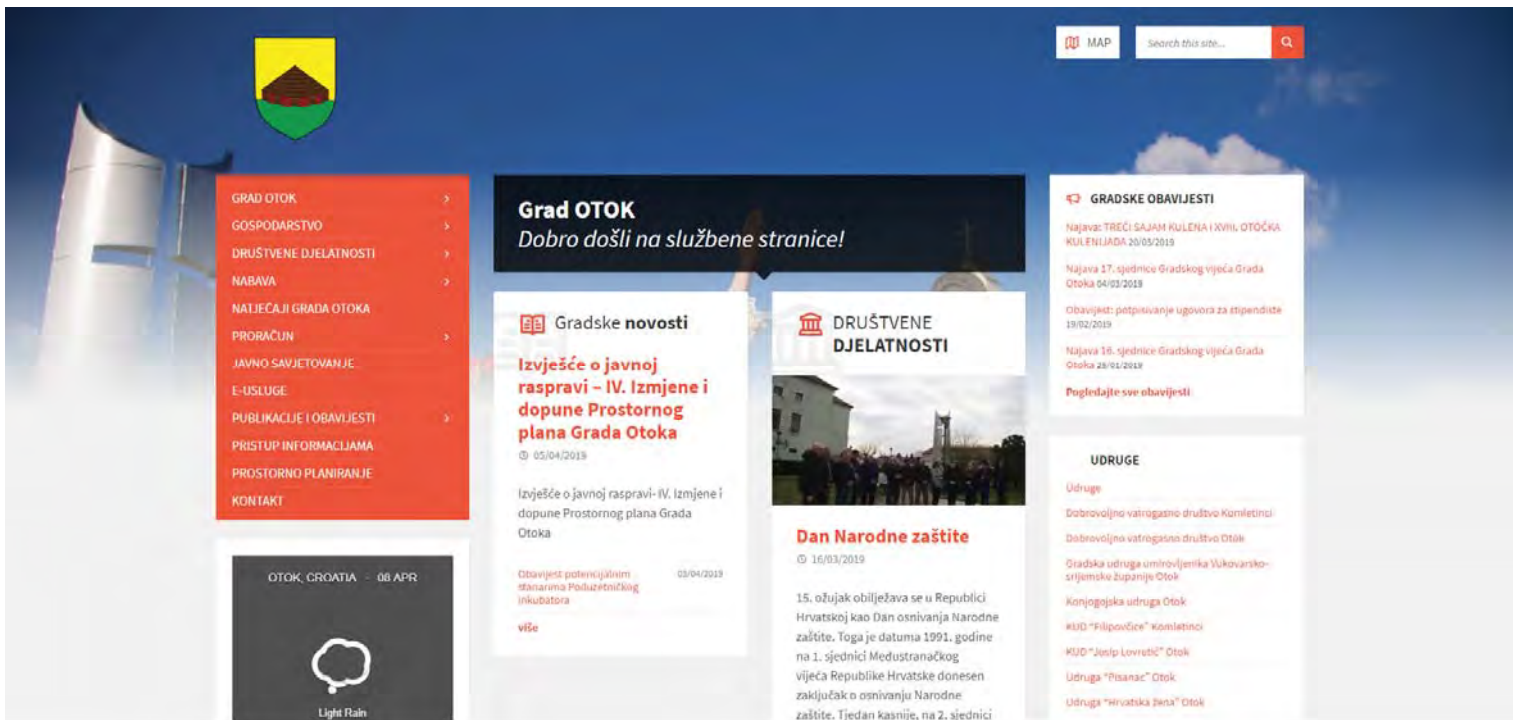 MAP
Search this site...
GRAD OTOK
GOSPODARSTVO
DRUŠTVENE DJELATNOSTI
NABAVA
NATJEČAJI GRADA OTOKA
PRORAČUN
JAVNO SAVJETOVANJE
E-USLUGE
PUBLIKACIJE I OBAVIJESTI
PRISTUP INFORMACIJAMA
PROSTORNO PLANIRANJE
KONTAKT
OTOK, CROATIA - 08 APR
Light Rain
Grad OTOK
Dobro došli na službene stranice!
Gradske novosti
Izvješće o javnoj
raspravi – IV. Izmjene i
dopune Prostornog
plana Grada Otoka
05/04/2019
Izvješće o javnoj raspravi- IV. Izmjene i
dopune Prostornog plana Grada
Otoka
Obavijest potencijalnim
stanarima Poduzetničkog
inkubatora
03/04/2019
više
DRUŠTVENE
DJELATNOSTI
Dan Narodne zaštite
16/03/2019
15. ožujak obilježava se u Republici
Hrvatskoj kao Dan osnivanja Narodne
zaštite. Toga je datuma 1991. godine
na 1. sjednici Međustranačkog
vijeća Republike Hrvatske donesen
zaključak o osnivanju Narodne
zaštite. Tjedan kasnije, na 2. sjednici
GRADSKE OBAVIJESTI
Najava: TREĆI SAJAM KULENA I XVIII. OTOČKA
KULENIJADA 20/03/2019
Najava 17. sjednice Gradskog vijeća Grada
Otoka 04/03/2019
Obavijest: potpisivanje ugovora za stipendiste
19/02/2019
Najava 16. sjednice Gradskog vijeća Grada
Otoka 28/01/2019
Pogledajte sve obavijesti
UDRUGE
Udruge
Dobrovoljno vatrogasno društvo Komletinci
Dobrovoljno vatrogasno društvo Otok
Gradska udruga umirovljenika Vukovarsko-
srijemske županije Otok
Konjogojska udruga Otok
KUD "Filipovčice" Komletinci
KUD "Josip Lovretić" Otok
Udruga "Pisanac" Otok
Udruga "Hrvatska žena" Otok